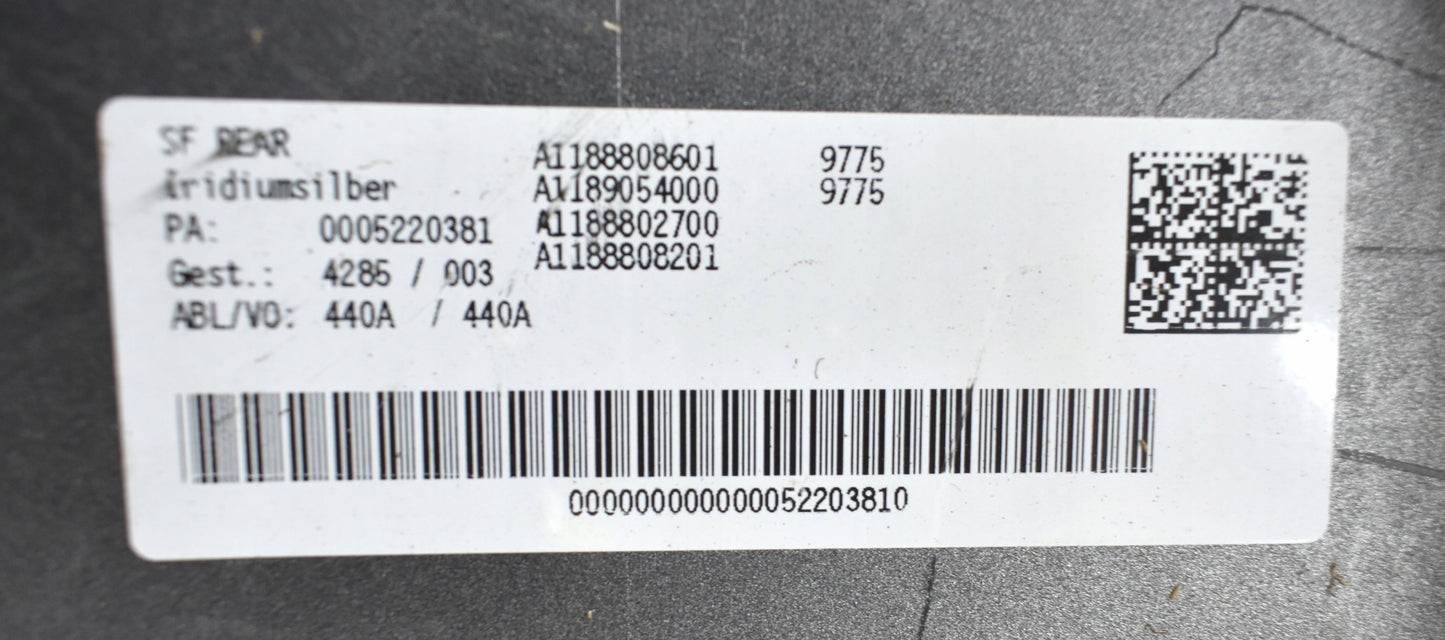 SF REAR
Iridiumsilber
PA: 0005220381
Gest.: 4285 / 003
ABL/VO: 440A / 440A
A1188808601 9775
A1189054000 9775
A1188802700
A1188808201
000000000000052203810